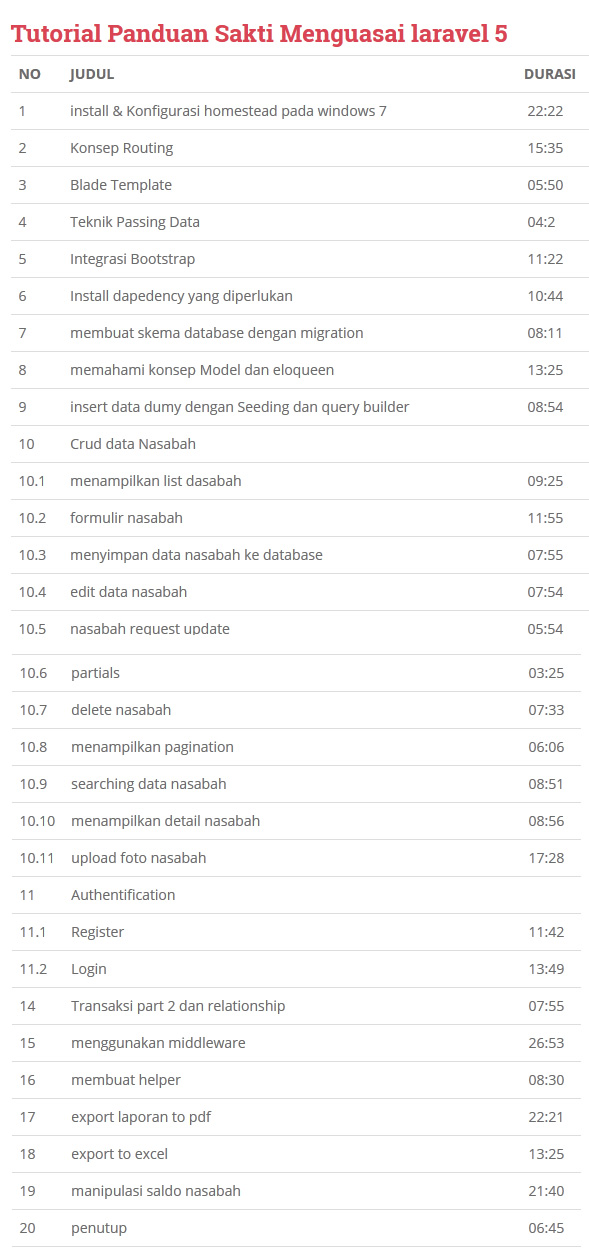 Tutorial Panduan Sakti Menguasai laravel 5
NO JUDUL DURASI
1 install & Konfigurasi homestead pada windows 7 22:22
2 Konsep Routing 15:35
3 Blade Template 05:50
4 Teknik Passing Data 04:2
5 Integrasi Bootstrap 11:22
6 Install dapedency yang diperlukan 10:44
7 membuat skema database dengan migration 08:11
8 memahami konsep Model dan eloqueen 13:25
9 insert data dumy dengan Seeding dan query builder 08:54
10 Crud data Nasabah
10.1 menampilkan list dasabah 09:25
10.2 formulir nasabah 11:55
10.3 menyimpan data nasabah ke database 07:55
10.4 edit data nasabah 07:54
10.5 nasabah request update 05:54
10.6 partials 03:25
10.7 delete nasabah 07:33
10.8 menampilkan pagination 06:06
10.9 searching data nasabah 08:51
10.10 menampilkan detail nasabah 08:56
10.11 upload foto nasabah 17:28
11 Authentification
11.1 Register 11:42
11.2 Login 13:49
14 Transaksi part 2 dan relationship 07:55
15 menggunakan middleware 26:53
16 membuat helper 08:30
17 export laporan to pdf 22:21
18 export to excel 13:25
19 manipulasi saldo nasabah 21:40
20 penutup 06:45